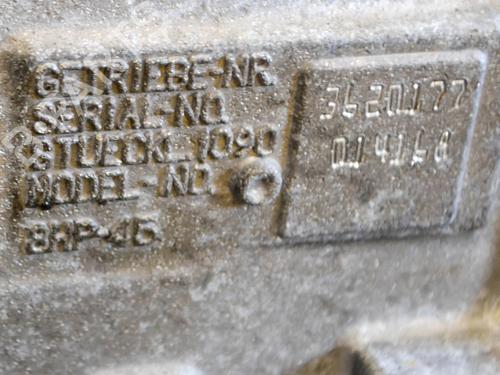 GETRIEBE-NR.
SERIAL-NO.
STUECKL.1090
MODEL-NO.
8HP-45
3620177
014168